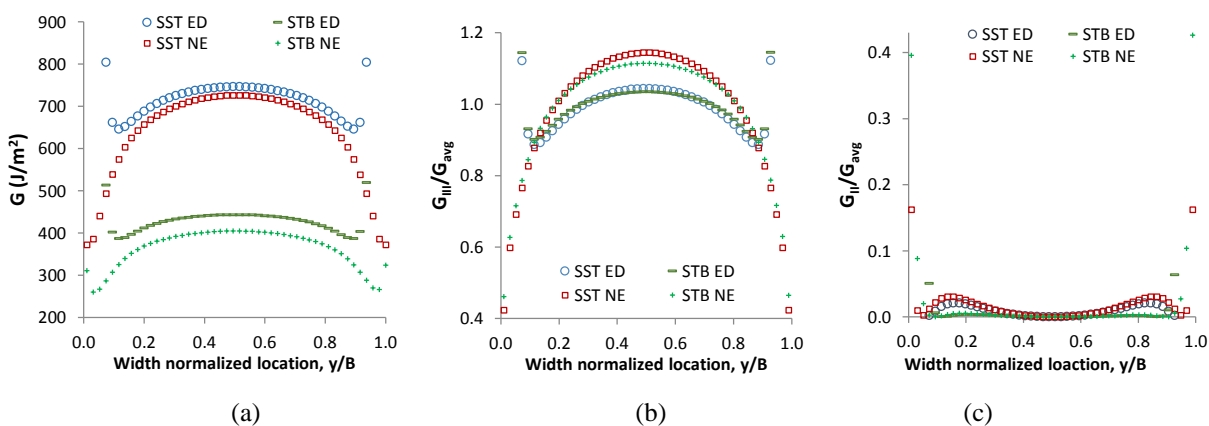 SST ED STB ED
SST NE STB NE
900
800
700
600
500
400
300
200
G (J/m²)
0.0 0.2 0.4 0.6 0.8 1.0
Width normalized location, y/B
(a)
1.2
1.0
0.8
0.6
0.4
G_III/G_avg
SST ED STB ED
SST NE STB NE
0.0 0.2 0.4 0.6 0.8 1.0
Width normalized location, y/B
(b)
SST ED STB ED
SST NE STB NE
0.4
0.3
0.2
0.1
0.0
G_II/G_avg
0.0 0.2 0.4 0.6 0.8 1.0
Width normalized loaction, y/B
(c)